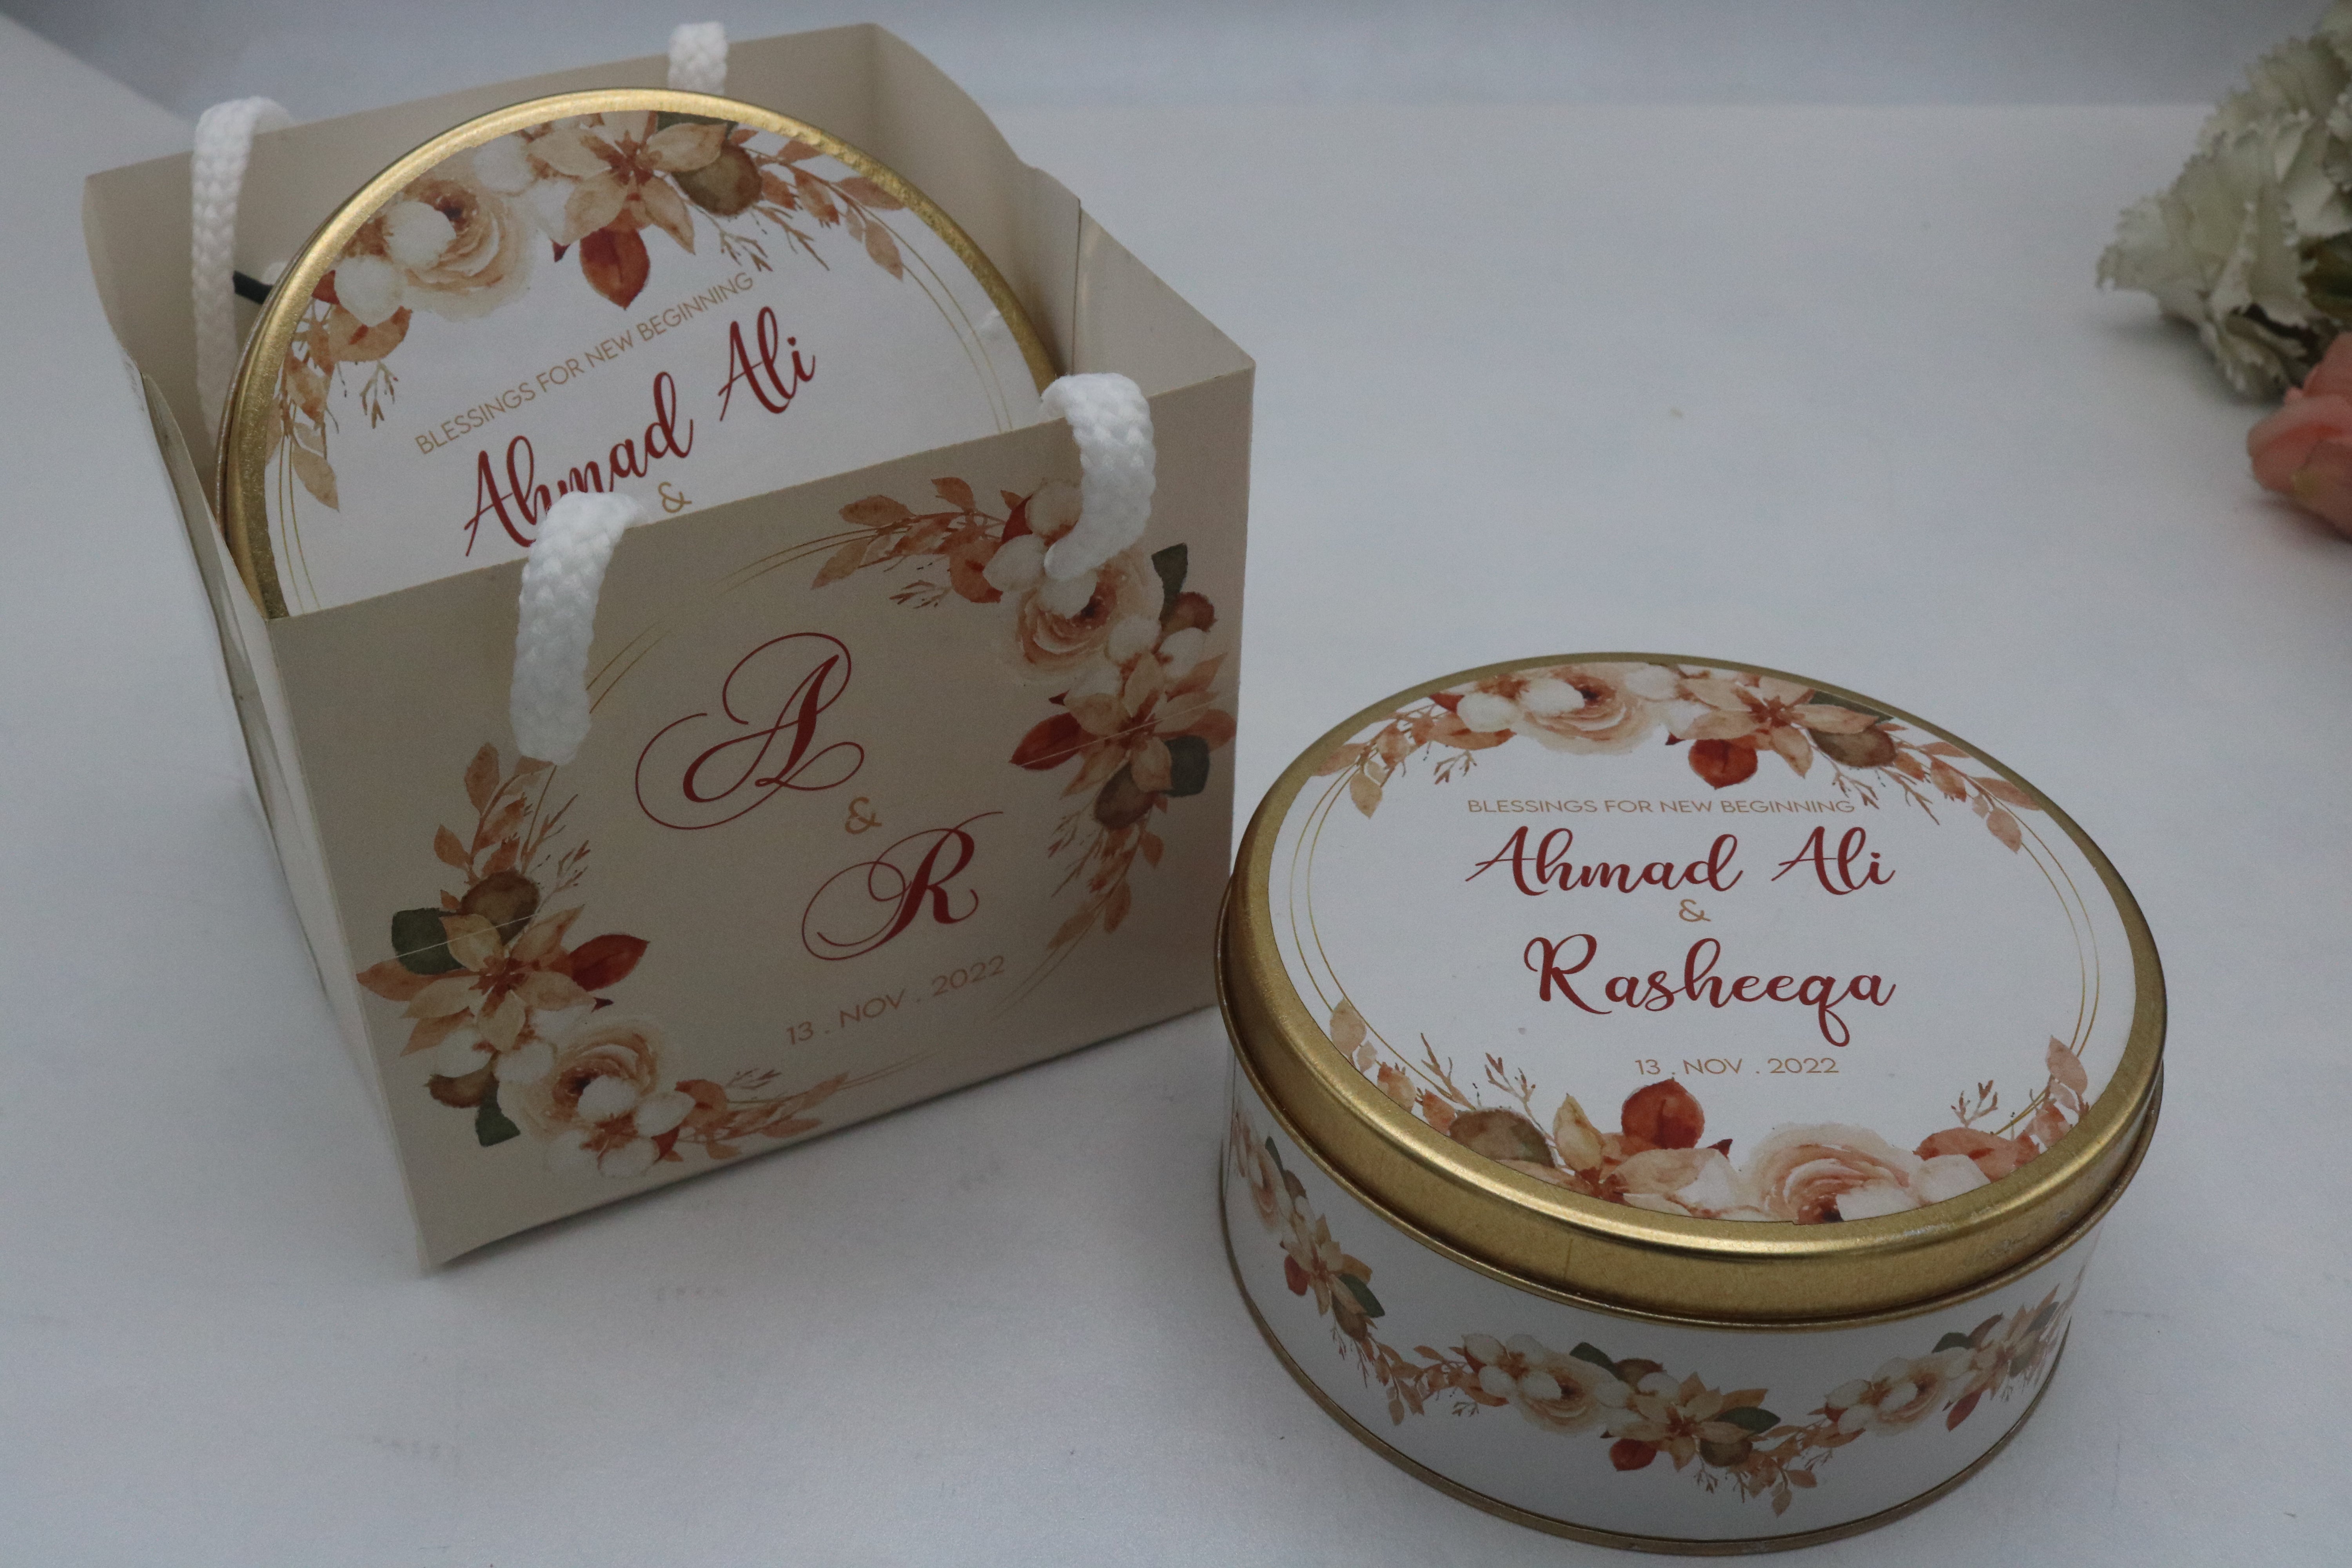 BLESSINGS FOR NEW BEGINNING
Ahmad Ali
&
A
&
R
13 . NOV . 2022
BLESSINGS FOR NEW BEGINNING
Ahmad Ali
&
Rasheeqa
13 . NOV . 2022